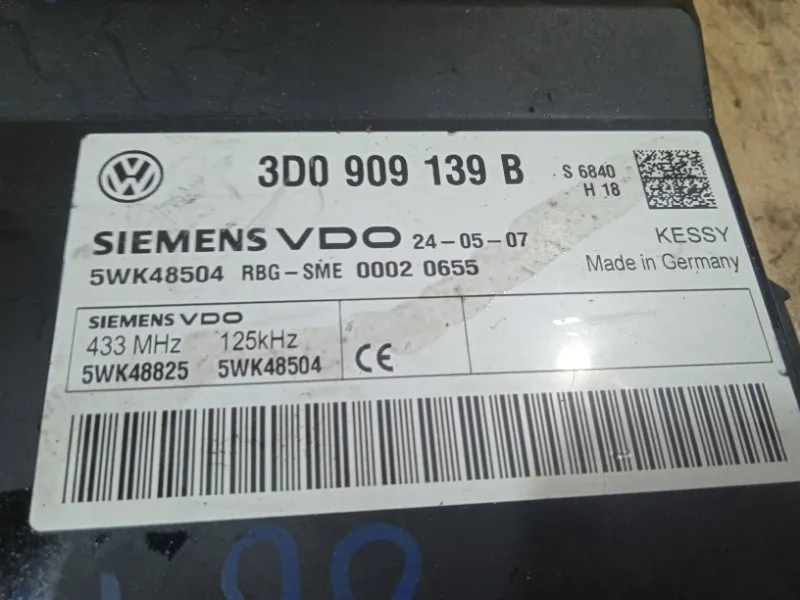 3D0 909 139 B
S 6840
H 18
SIEMENS VDO 24-05-07
KESSY
5WK48504 RBG-SME 0002 0655
Made in Germany
SIEMENS VDO
433 MHz 125kHz
5WK48825 5WK48504
CE